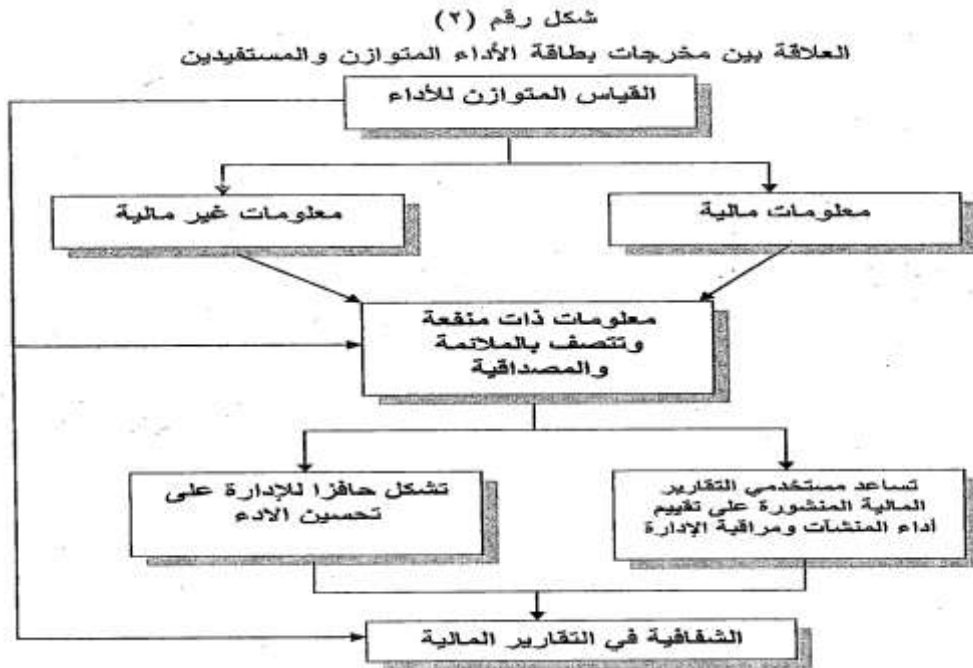 شكل رقم (٢)
العلاقة بين مخرجات بطاقة الأداء المتوازن والمستفيدين
القياس المتوازن للأداء
معلومات مالية
معلومات غير مالية
معلومات ذات منفعة
وتتصف بالملائمة
والمصداقية
تساعد مستخدمي التقارير
المالية المنشورة على تقييم
أداء المنشآت ومراقبة الإدارة
تشكل حافزا للإدارة على
تحسين الادء
الشفافية في التقارير المالية